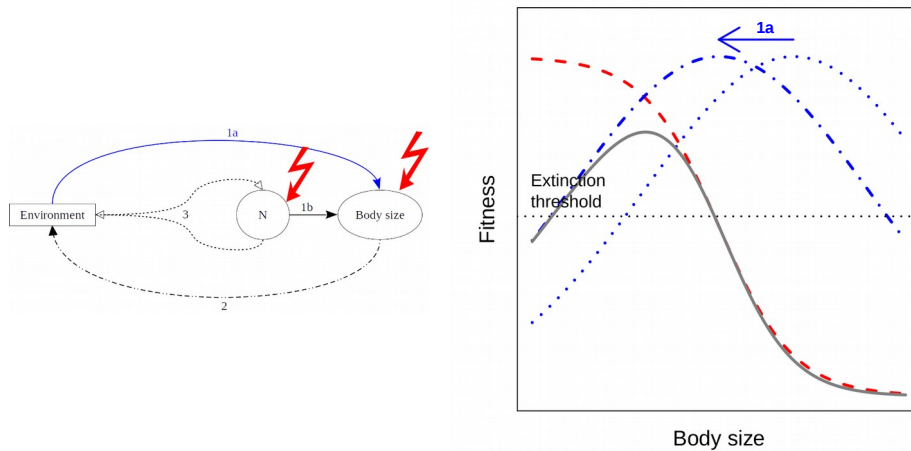 1a
Environment
3
N
1b
Body size
2
1a
Extinction
threshold
Fitness
Body size